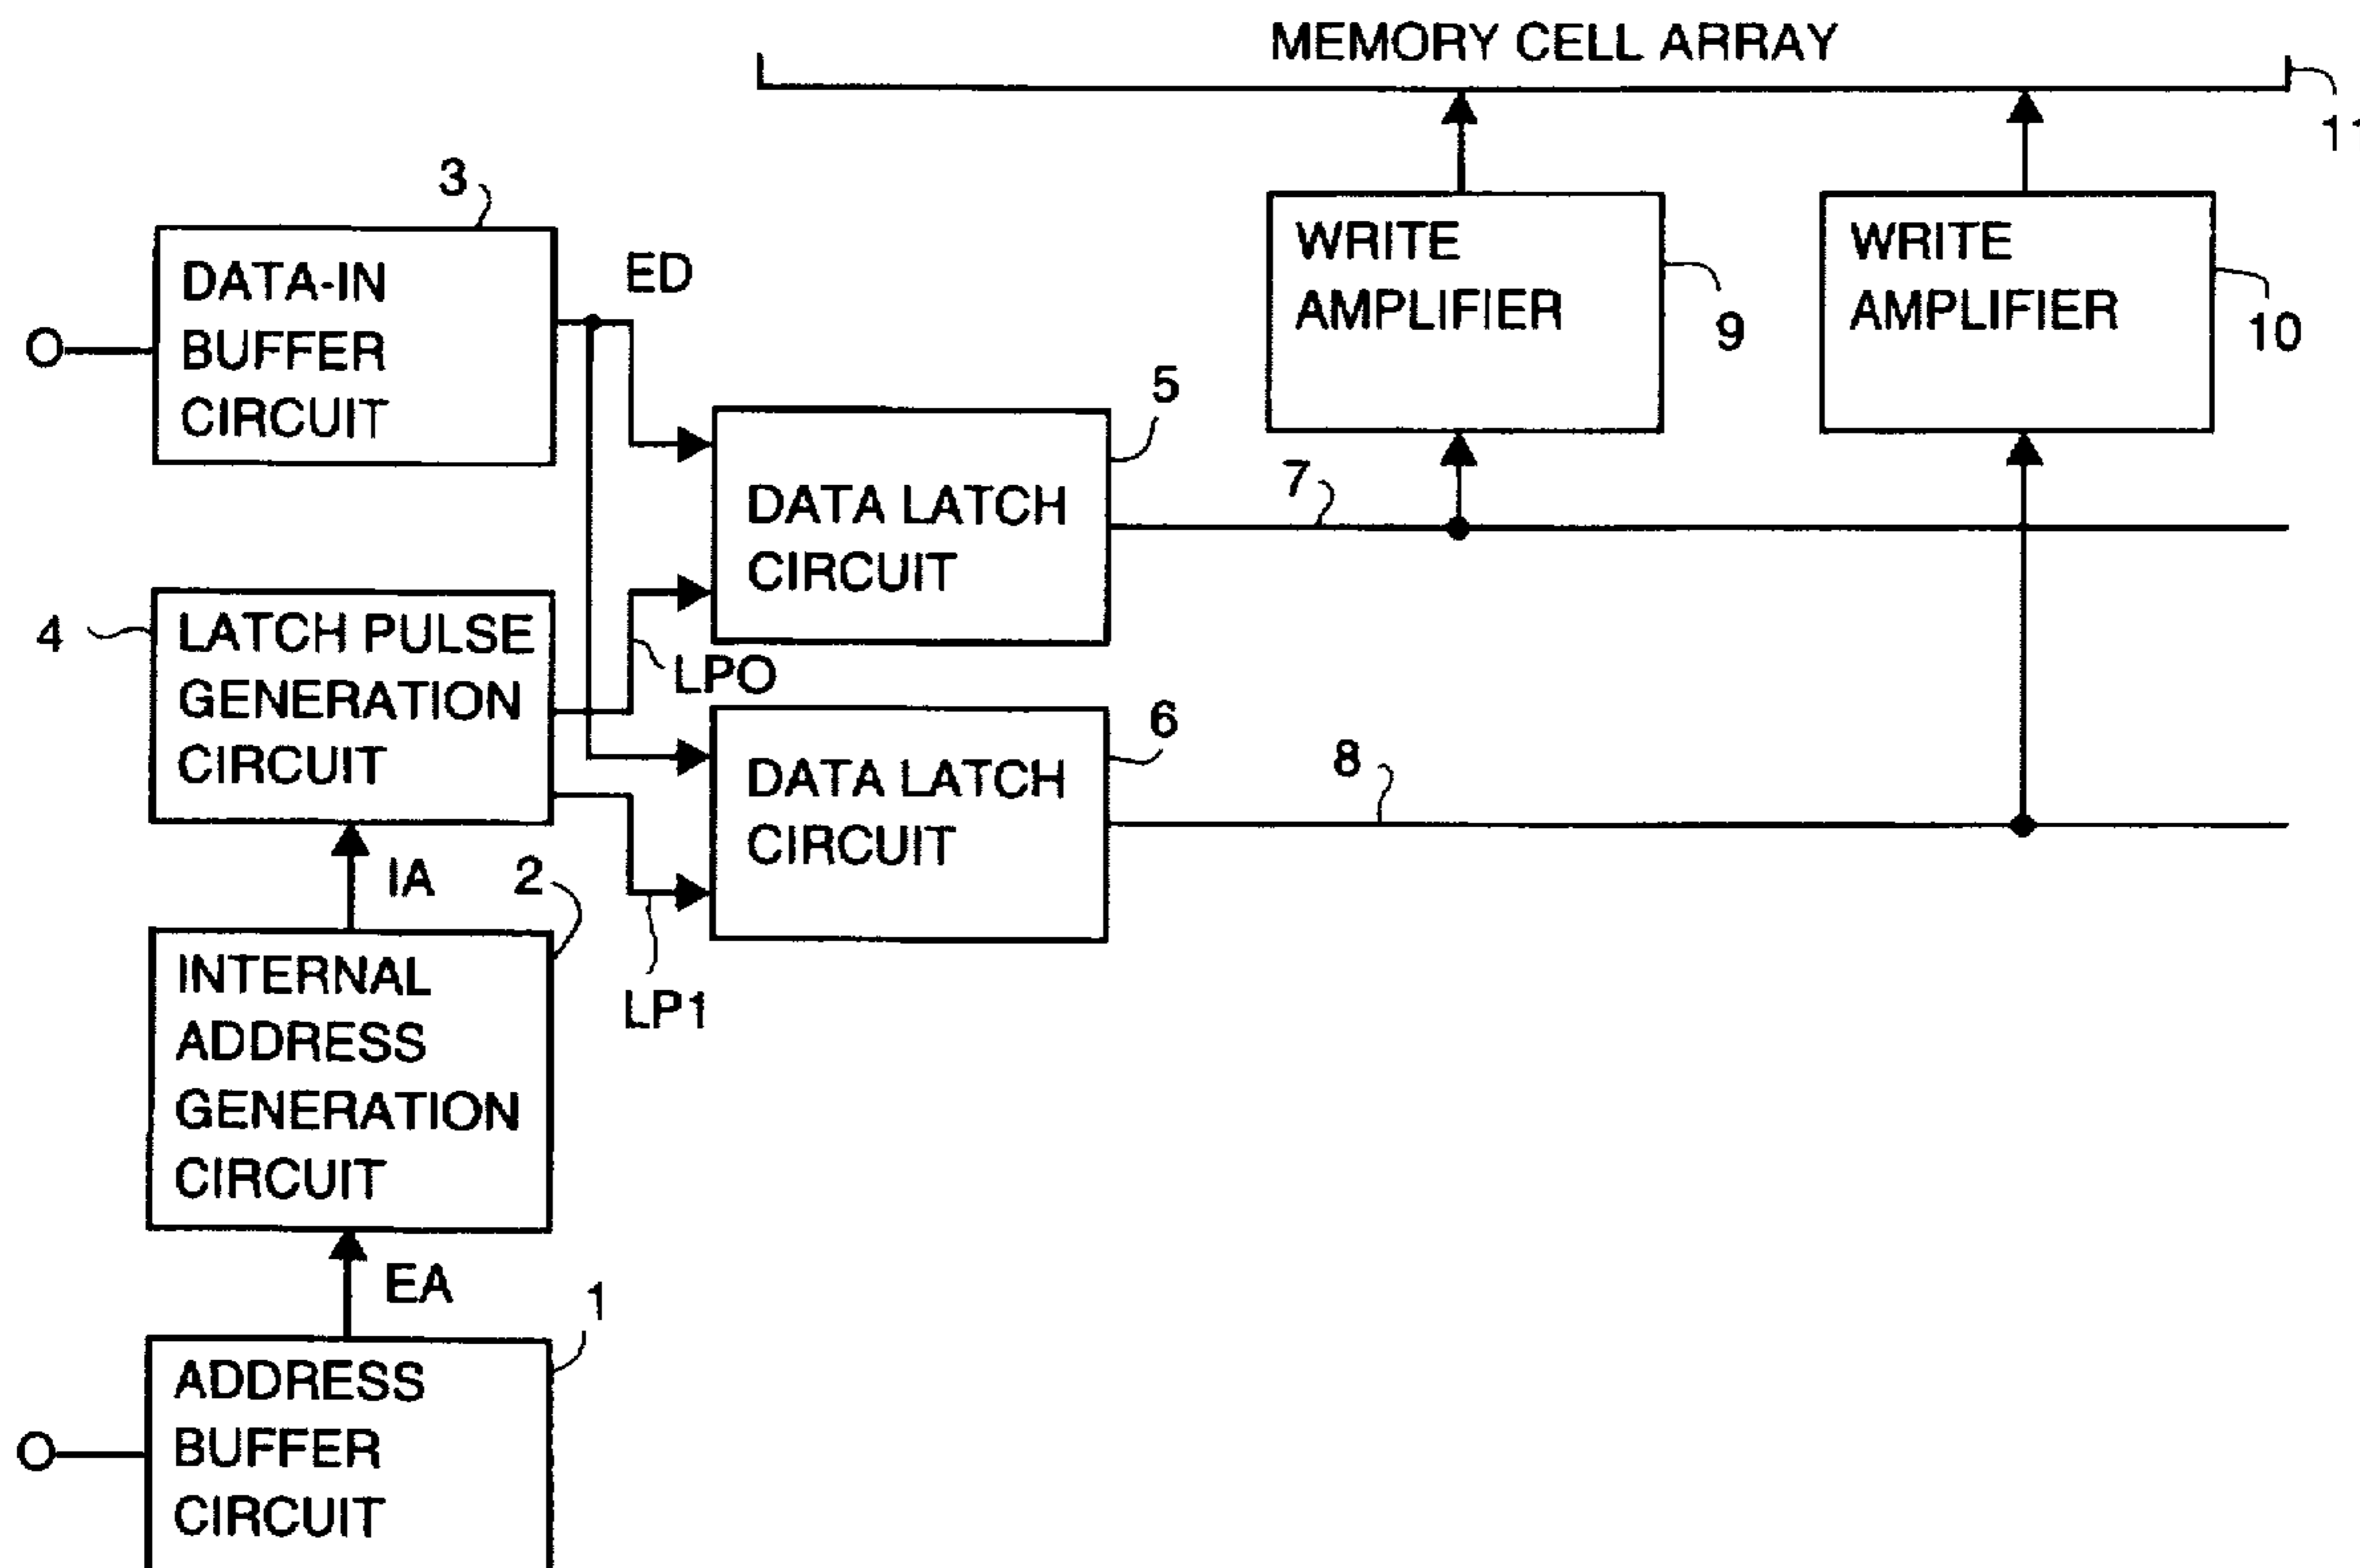 MEMORY CELL ARRAY
11
3
DATA-IN
BUFFER
CIRCUIT
ED
WRITE
AMPLIFIER
9
WRITE
AMPLIFIER
10
5
DATA LATCH
CIRCUIT
7
4
LATCH PULSE
GENERATION
CIRCUIT
LPO
6
DATA LATCH
CIRCUIT
8
IA
2
INTERNAL
ADDRESS
GENERATION
CIRCUIT
LP1
EA
1
ADDRESS
BUFFER
CIRCUIT